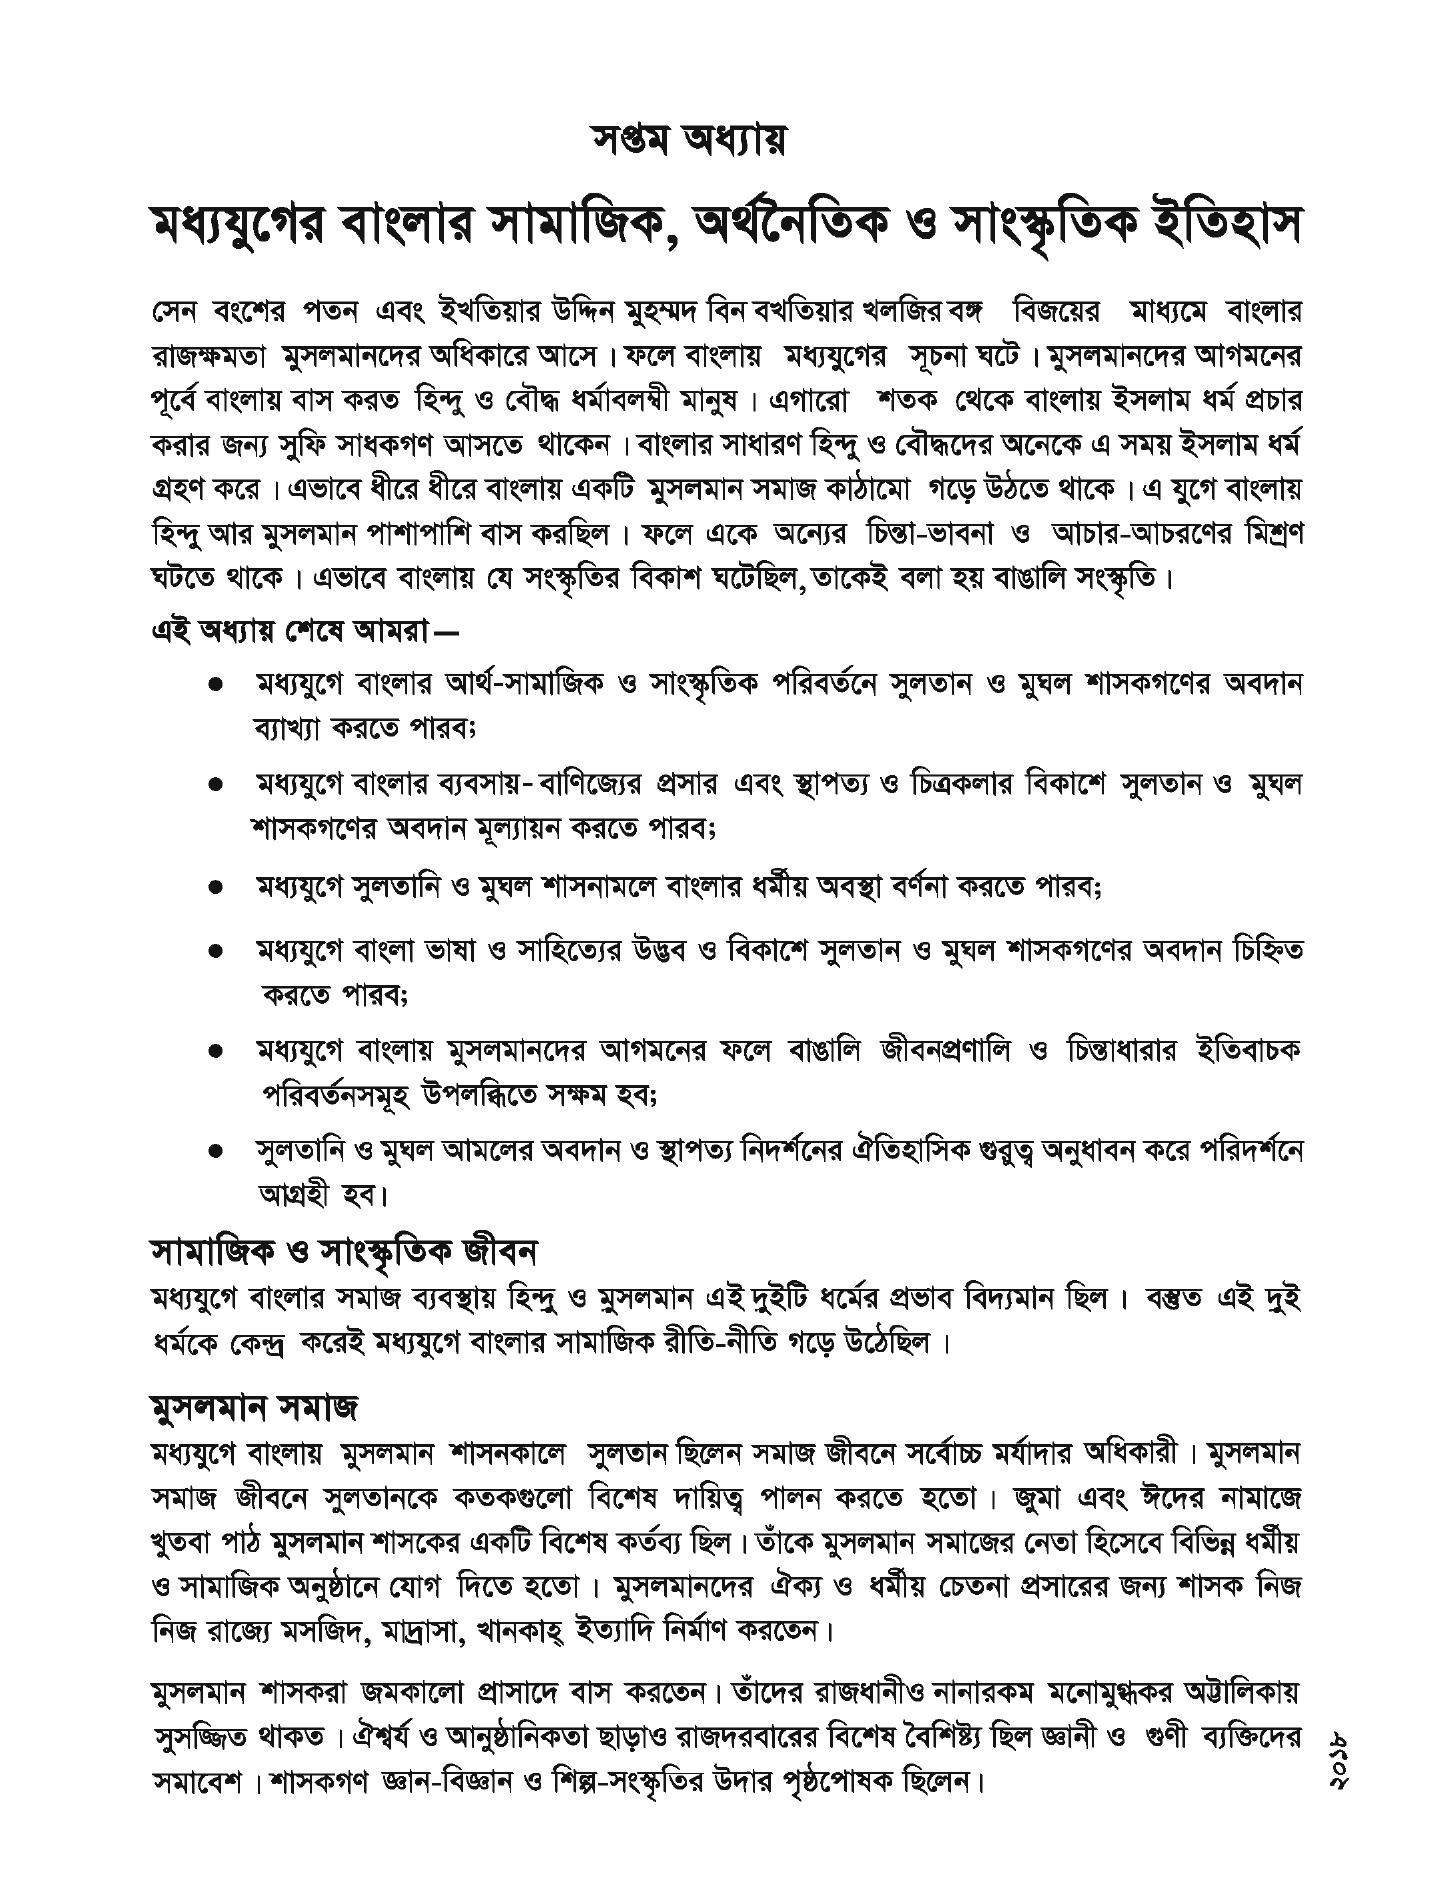 সপ্তম অধ্যায়
মধ্যযুগের বাংলার সামাজিক, অর্থনৈতিক ও সাংস্কৃতিক ইতিহাস
সেন বংশের পতন এবং ইখতিয়ার উদ্দিন মুহম্মদ বিন বখতিয়ার খলজির বঙ্গ বিজয়ের মাধ্যমে বাংলার
রাজক্ষমতা মুসলমানদের অধিকারে আসে। ফলে বাংলায় মধ্যযুগের সূচনা ঘটে। মুসলমানদের আগমনের
পূর্বে বাংলায় বাস করত হিন্দু ও বৌদ্ধ ধর্মাবলম্বী মানুষ। এগারো শতক থেকে বাংলায় ইসলাম ধর্ম প্রচার
করার জন্য সুফি সাধকগণ আসতে থাকেন। বাংলার সাধারণ হিন্দু ও বৌদ্ধদের অনেকে এ সময় ইসলাম ধর্ম
গ্রহণ করে। এভাবে ধীরে ধীরে বাংলায় একটি মুসলমান সমাজ কাঠামো গড়ে উঠতে থাকে। এ যুগে বাংলায়
হিন্দু আর মুসলমান পাশাপাশি বাস করছিল। ফলে একে অন্যের চিন্তা-ভাবনা ও আচার-আচরণের মিশ্রণ
ঘটতে থাকে। এভাবে বাংলায় যে সংস্কৃতির বিকাশ ঘটেছিল, তাকেই বলা হয় বাঙালি সংস্কৃতি।
এই অধ্যায় শেষে আমরা—
● মধ্যযুগে বাংলার আর্থ-সামাজিক ও সাংস্কৃতিক পরিবর্তনে সুলতান ও মুঘল শাসকগণের অবদান
ব্যাখ্যা করতে পারব;
● মধ্যযুগে বাংলার ব্যবসায়-বাণিজ্যের প্রসার এবং স্থাপত্য ও চিত্রকলার বিকাশে সুলতান ও মুঘল
শাসকগণের অবদান মূল্যায়ন করতে পারব;
● মধ্যযুগে সুলতানি ও মুঘল শাসনামলে বাংলার ধর্মীয় অবস্থা বর্ণনা করতে পারব;
● মধ্যযুগে বাংলা ভাষা ও সাহিত্যের উদ্ভব ও বিকাশে সুলতান ও মুঘল শাসকগণের অবদান চিহ্নিত
করতে পারব;
● মধ্যযুগে বাংলায় মুসলমানদের আগমনের ফলে বাঙালি জীবনপ্রণালি ও চিন্তাধারার ইতিবাচক
পরিবর্তনসমূহ উপলব্ধিতে সক্ষম হব;
● সুলতানি ও মুঘল আমলের অবদান ও স্থাপত্য নিদর্শনের ঐতিহাসিক গুরুত্ব অনুধাবন করে পরিদর্শনে
আগ্রহী হব।
সামাজিক ও সাংস্কৃতিক জীবন
মধ্যযুগে বাংলার সমাজ ব্যবস্থায় হিন্দু ও মুসলমান এই দুইটি ধর্মের প্রভাব বিদ্যমান ছিল। বস্তুত এই দুই
ধর্মকে কেন্দ্র করেই মধ্যযুগে বাংলার সামাজিক রীতি-নীতি গড়ে উঠেছিল।
মুসলমান সমাজ
মধ্যযুগে বাংলায় মুসলমান শাসনকালে সুলতান ছিলেন সমাজ জীবনে সর্বোচ্চ মর্যাদার অধিকারী। মুসলমান
সমাজ জীবনে সুলতানকে কতকগুলো বিশেষ দায়িত্ব পালন করতে হতো। জুমা এবং ঈদের নামাজে
খুতবা পাঠ মুসলমান শাসকের একটি বিশেষ কর্তব্য ছিল। তাঁকে মুসলমান সমাজের নেতা হিসেবে বিভিন্ন ধর্মীয়
ও সামাজিক অনুষ্ঠানে যোগ দিতে হতো। মুসলমানদের ঐক্য ও ধর্মীয় চেতনা প্রসারের জন্য শাসক নিজ
নিজ রাজ্যে মসজিদ, মাদ্রাসা, খানকাহ্ ইত্যাদি নির্মাণ করতেন।
মুসলমান শাসকরা জমকালো প্রাসাদে বাস করতেন। তাঁদের রাজধানীও নানারকম মনোমুগ্ধকর অট্টালিকায়
সুসজ্জিত থাকত। ঐশ্বর্য ও আনুষ্ঠানিকতা ছাড়াও রাজদরবারের বিশেষ বৈশিষ্ট্য ছিল জ্ঞানী ও গুণী ব্যক্তিদের
সমাবেশ। শাসকগণ জ্ঞান-বিজ্ঞান ও শিল্প-সংস্কৃতির উদার পৃষ্ঠপোষক ছিলেন।
২০১৮